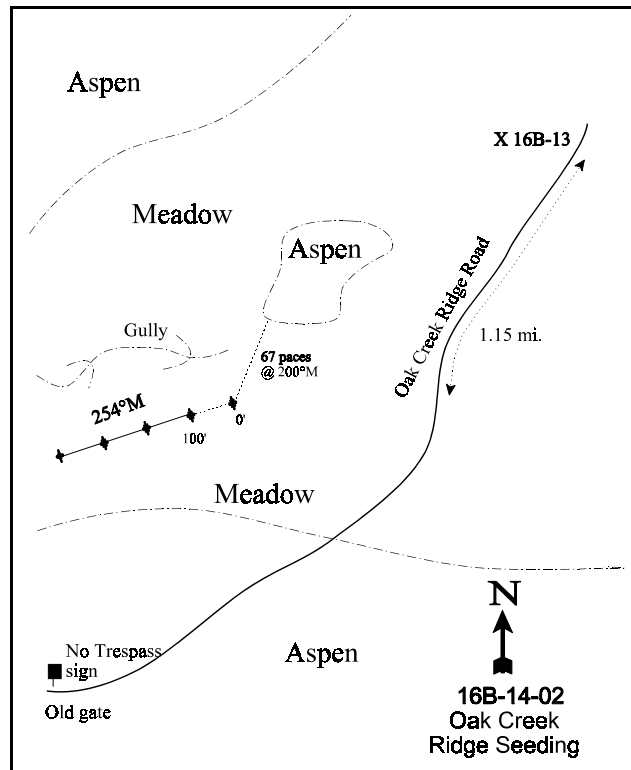 Aspen
X 16B-13
Meadow
Aspen
Oak Creek Ridge Road
1.15 mi.
Gully
67 paces
@ 200°M
254°M
0'
100'
Meadow
N
No Trespass
sign
Aspen
Old gate
16B-14-02
Oak Creek
Ridge Seeding